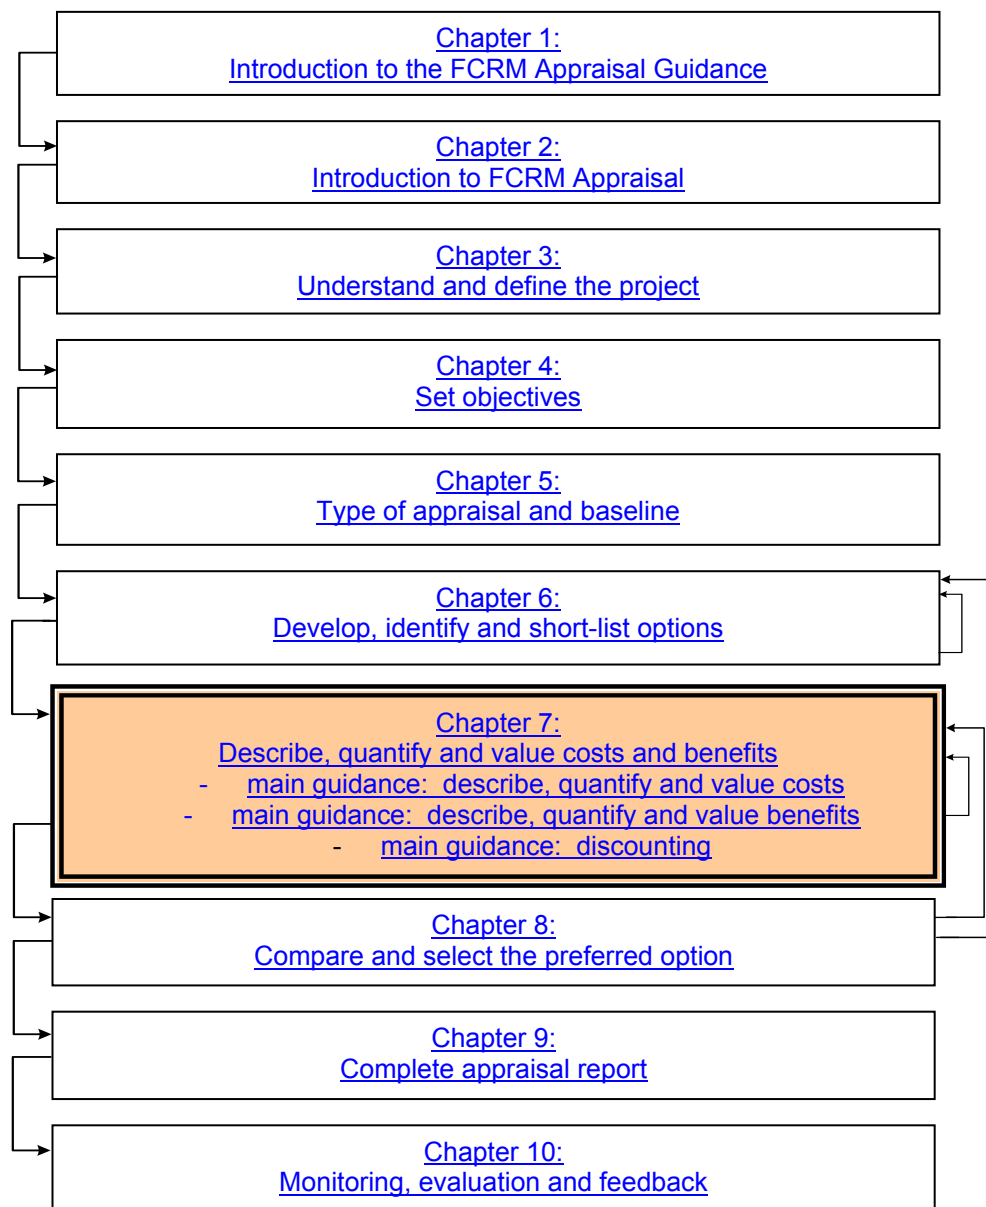 Chapter 1:
Introduction to the FCRM Appraisal Guidance
Chapter 2:
Introduction to FCRM Appraisal
Chapter 3:
Understand and define the project
Chapter 4:
Set objectives
Chapter 5:
Type of appraisal and baseline
Chapter 6:
Develop, identify and short-list options
Chapter 7:
Describe, quantify and value costs and benefits
- main guidance: describe, quantify and value costs
- main guidance: describe, quantify and value benefits
- main guidance: discounting
Chapter 8:
Compare and select the preferred option
Chapter 9:
Complete appraisal report
Chapter 10:
Monitoring, evaluation and feedback